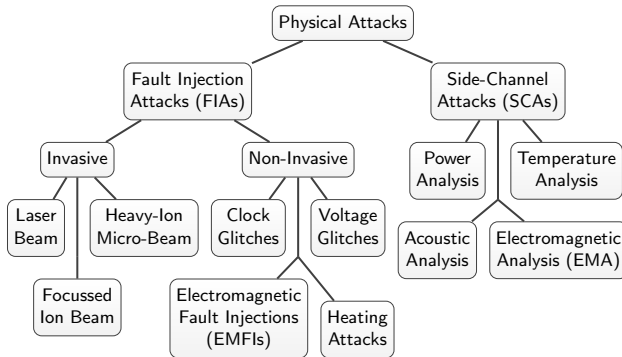 Physical Attacks
Fault Injection
Attacks (FIAs)
Side-Channel
Attacks (SCAs)
Invasive
Non-Invasive
Power
Analysis
Temperature
Analysis
Laser
Beam
Heavy-Ion
Micro-Beam
Clock
Glitches
Voltage
Glitches
Acoustic
Analysis
Electromagnetic
Analysis (EMA)
Focussed
Ion Beam
Electromagnetic
Fault Injections
(EMFIs)
Heating
Attacks